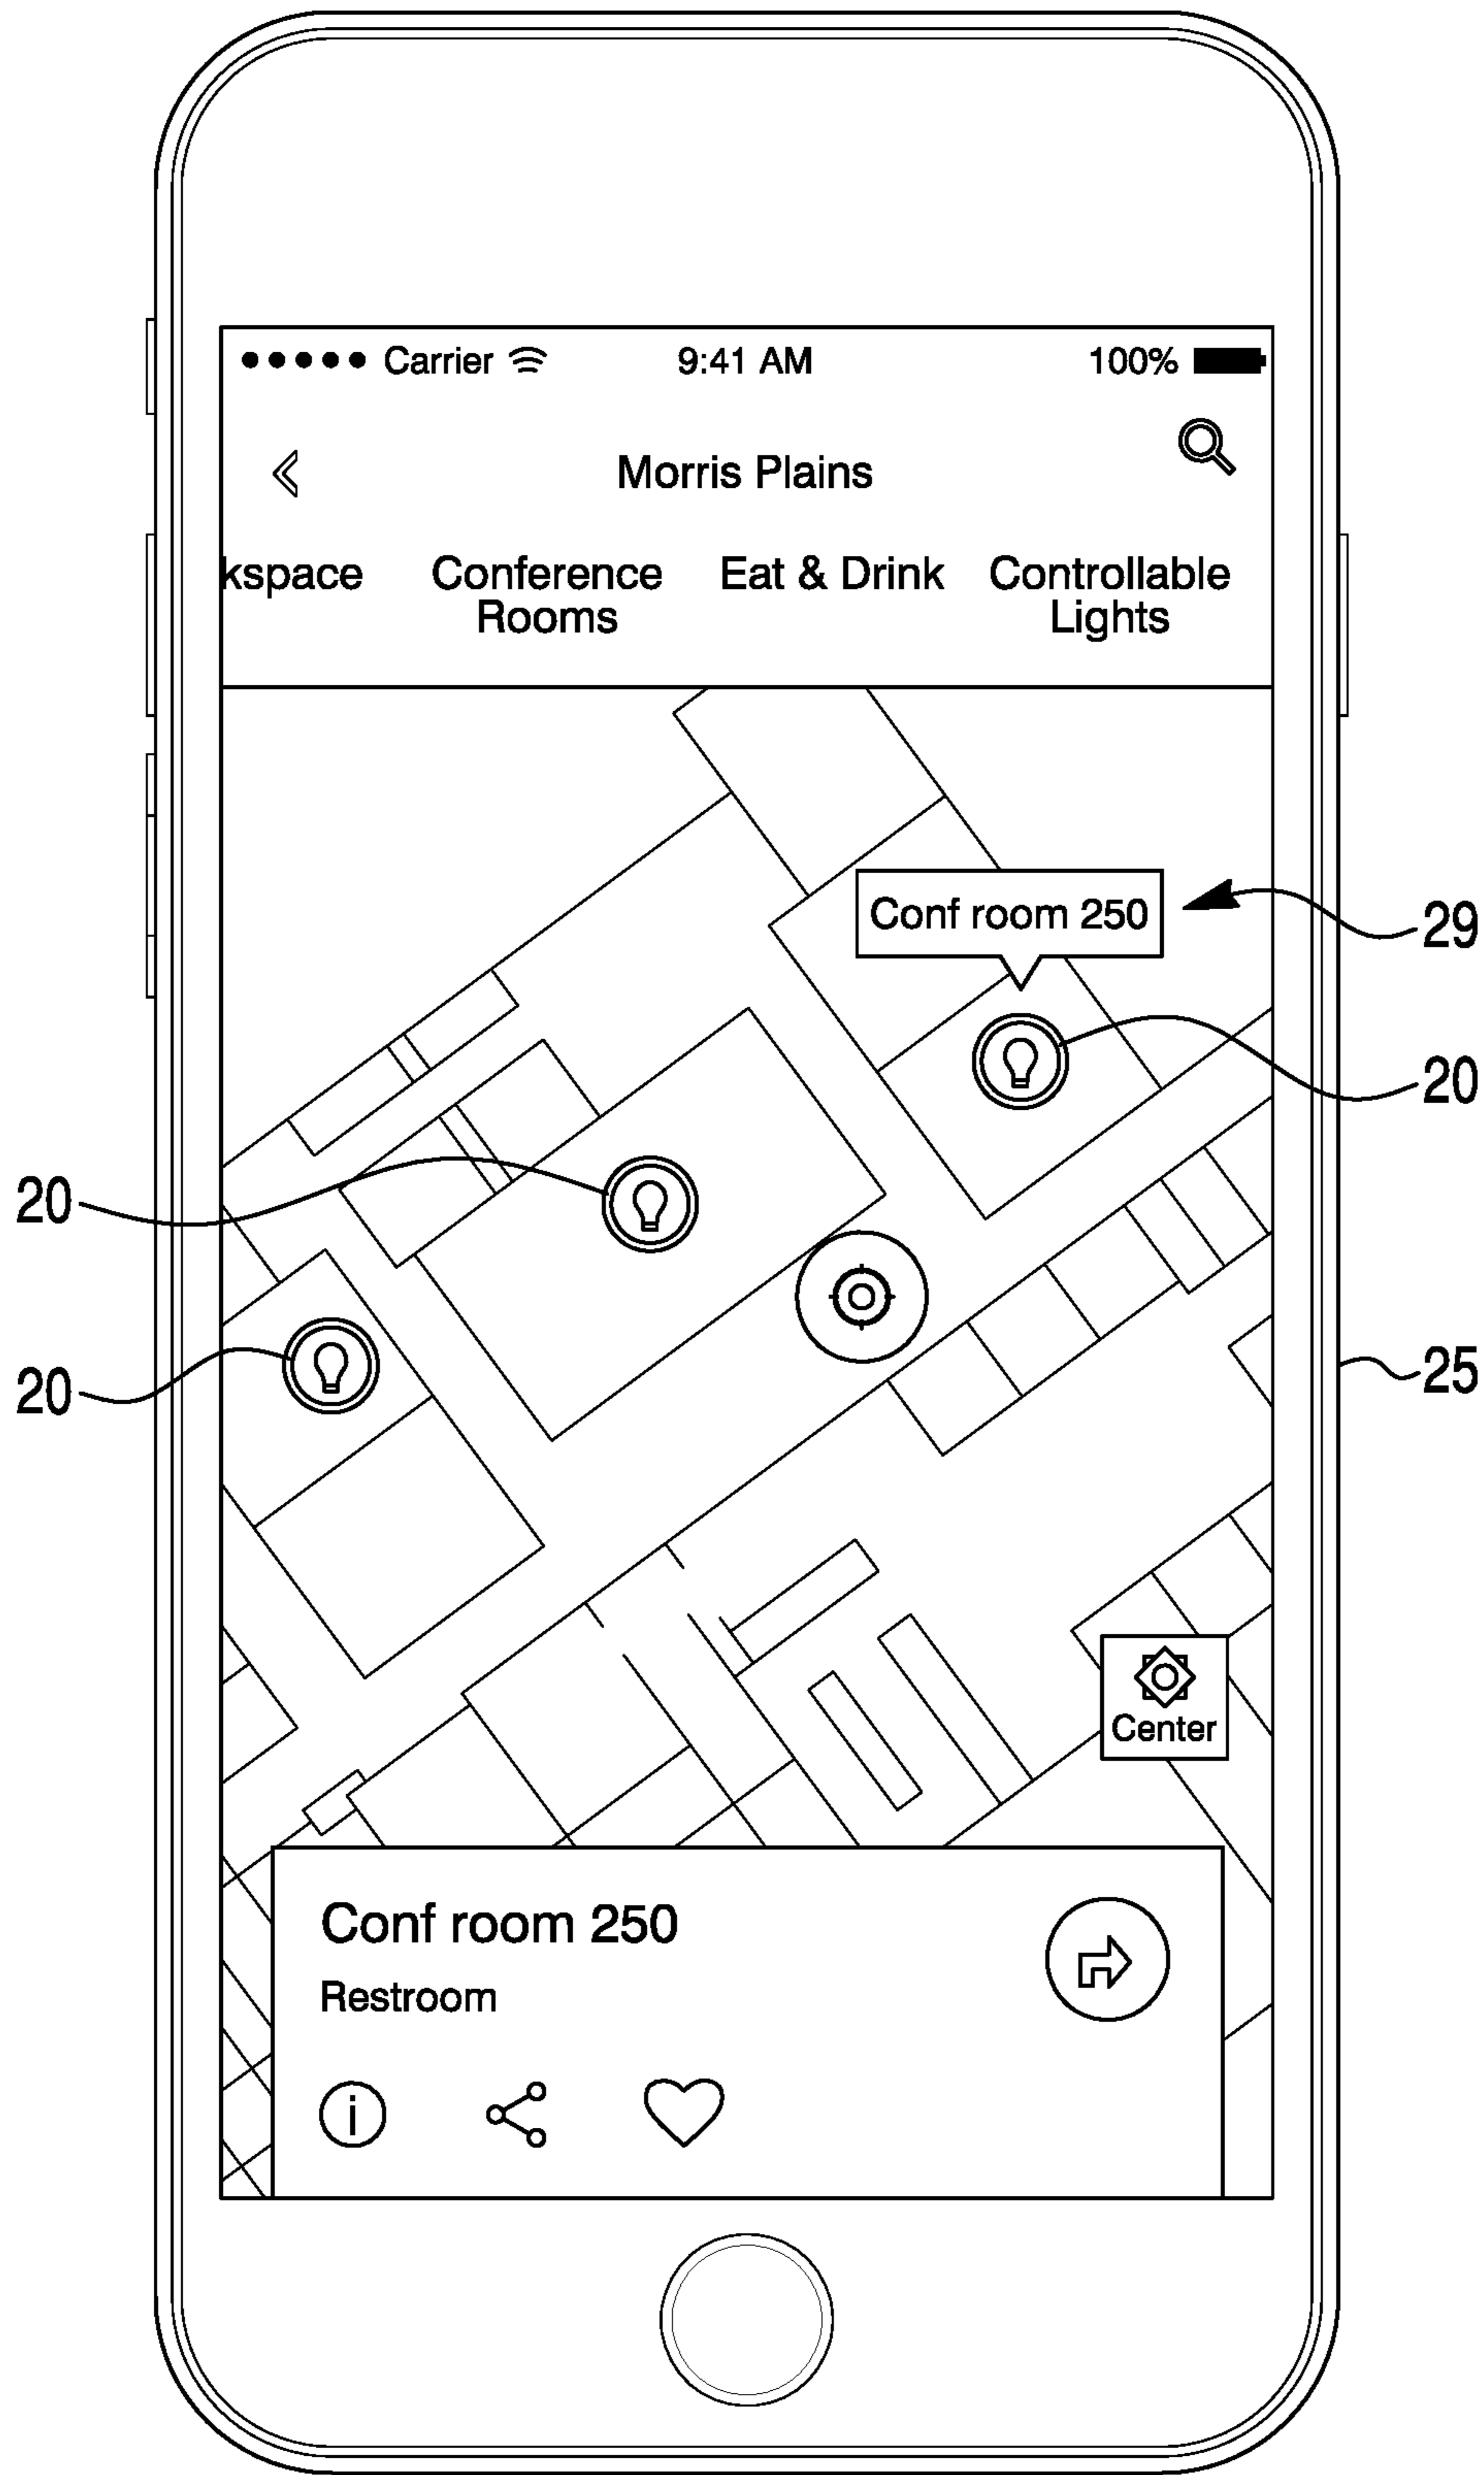 Carrier 9:41 AM 100%
Morris Plains
kspace Conference Rooms Eat & Drink Controllable Lights
Conf room 250
29
20
20
20
25
Center
Conf room 250
Restroom
i